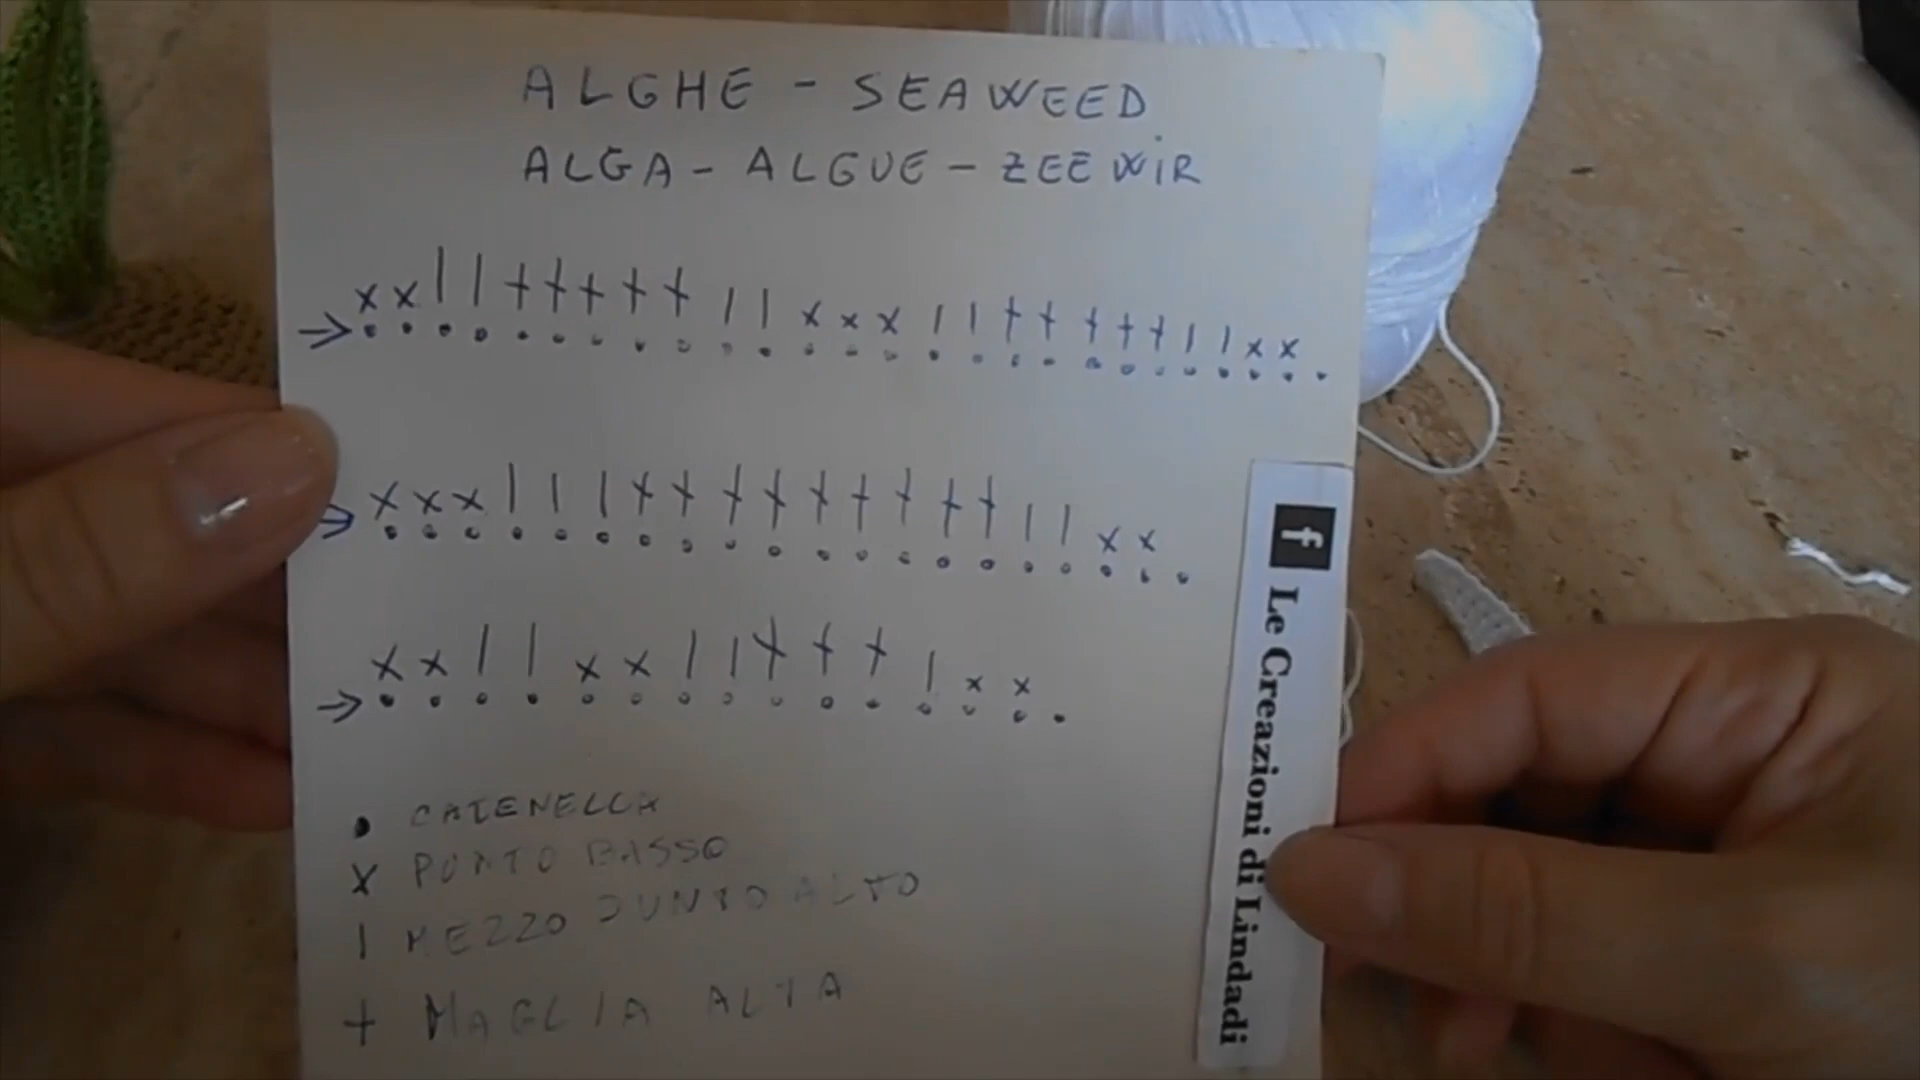 ALGHE - SEAWEED
ALGA - ALGUE - ZEEWiR
→ x x | | + + + + + | | x x x | | + + + + + | | x x
→ x x x | | | + + + + + + + + + | | x x
→ x x | | x x | | + + + | x x
• CATENELLA
x PUNTO BASSO
| MEZZO PUNTO ALTO
+ MAGLIA ALTA
f Le Creazioni di Lindadi